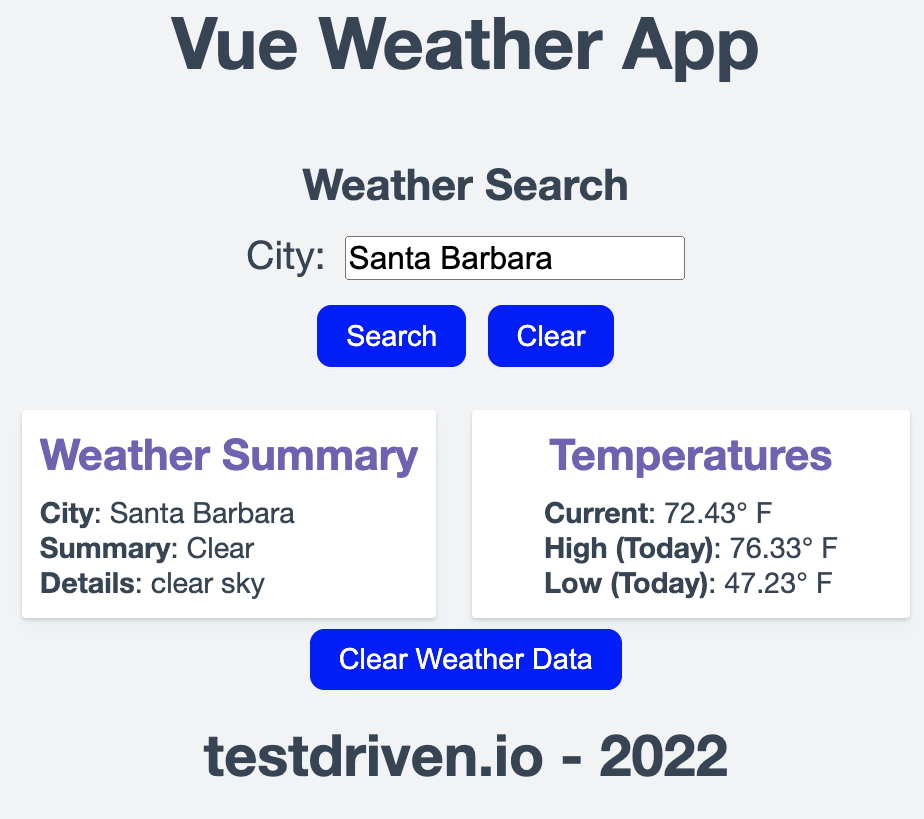 Vue Weather App
Weather Search
City: Santa Barbara
Search Clear
Weather Summary
City: Santa Barbara
Summary: Clear
Details: clear sky
Temperatures
Current: 72.43° F
High (Today): 76.33° F
Low (Today): 47.23° F
Clear Weather Data
testdriven.io - 2022